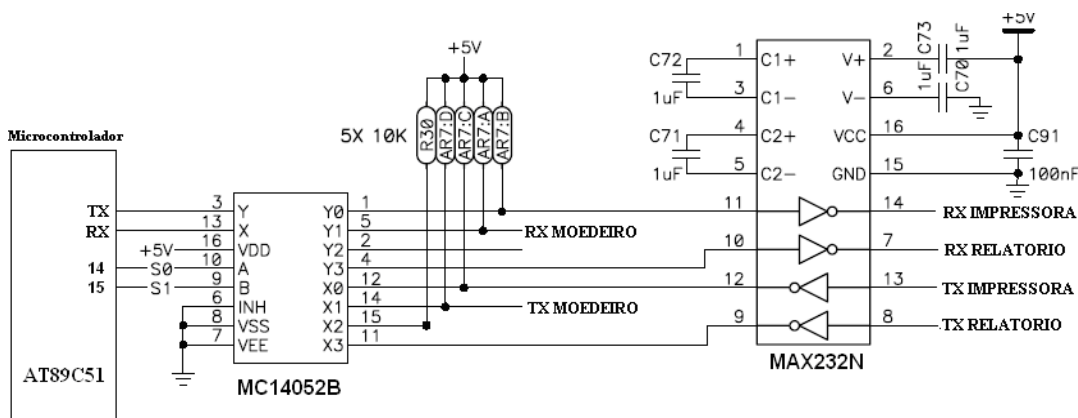 +5V
5X 10K
R30
AR7:D
AR7:C
AR7:A
AR7:B
Microcontrolador
TX
RX
14
S0
15
S1
AT89C51
+5V
3 Y Y0 1
13 X Y1 5
16 VDD Y2 2
10 A Y3 4
9 B X0 12
6 INH X1 14
8 VSS X2 15
7 VEE X3 11
MC14052B
RX MOEDEIRO
TX MOEDEIRO
C72
1uF
C71
1uF
1 C1+ V+ 2
3 C1- V- 6
4 C2+ VCC 16
5 C2- GND 15
11 14
10 7
12 13
9 8
MAX232N
C73
1uF
1uF
C70
+5V
C91
100nF
RX IMPRESSORA
RX RELATORIO
TX IMPRESSORA
TX RELATORIO